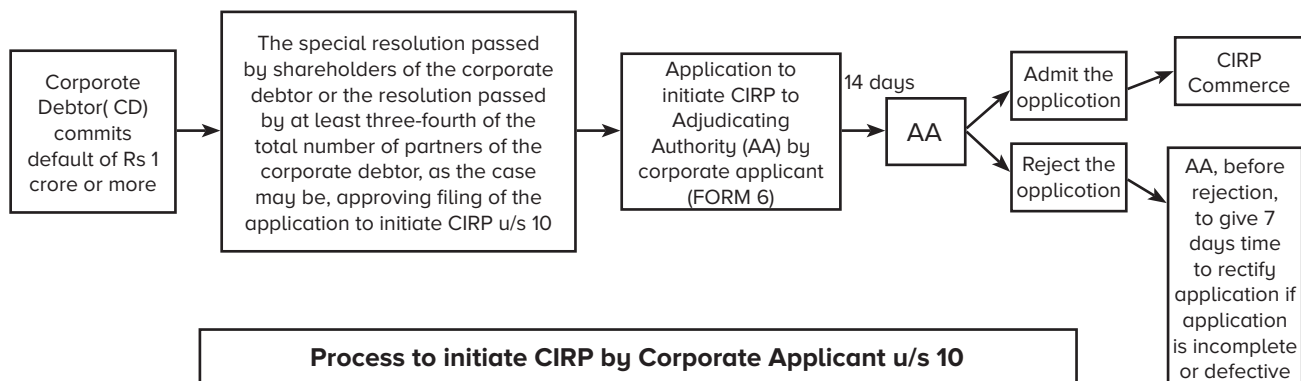 Corporote
Debtor( CD)
commits
default of Rs 1
crore or more
The special resolution passed
by shareholders of the corporate
debtor or the resolution passed
by at least three-fourth of the
total number of partners of the
corporate debtor, as the case
may be, approving filing of the
application to initiate CIRP u/s 10
Application to
initiate CIRP to
Adjudicating
Authority (AA) by
corporate applicant
(FORM 6)
14 days
AA
Admit the
opplicotion
CIRP
Commerce
Reject the
opplicotion
AA, before
rejection,
to give 7
days time
to rectify
application if
application
is incomplete
or defective
Process to initiate CIRP by Corporate Applicant u/s 10